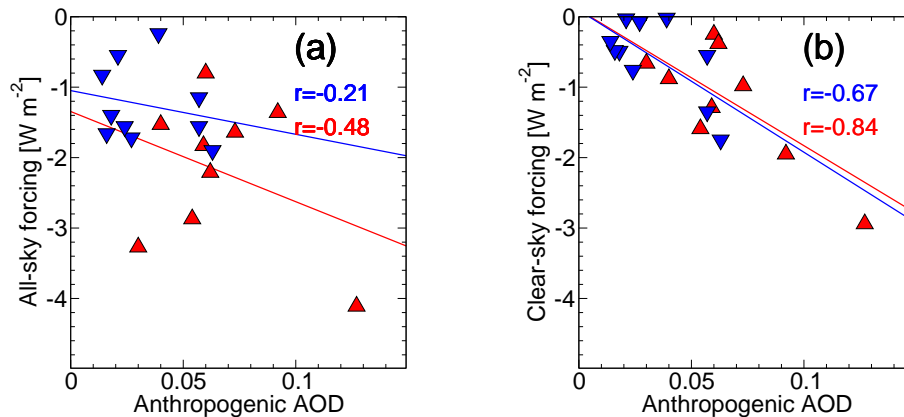 (a)
r=-0.21
r=-0.48
0
-1
-2
-3
-4
All-sky forcing [W m-2]
0
0.05
0.1
Anthropogenic AOD
(b)
r=-0.67
r=-0.84
0
-1
-2
-3
-4
Clear-sky forcing [W m-2]
0
0.05
0.1
Anthropogenic AOD